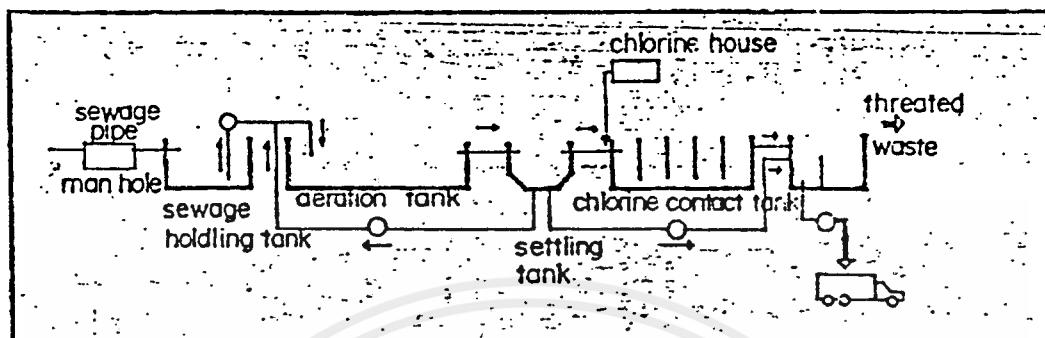 chlorine house
sewage
pipe
man hole
threated
waste
aeration tank
chlorine contact tank
sewage
holdling tank
settling
tank